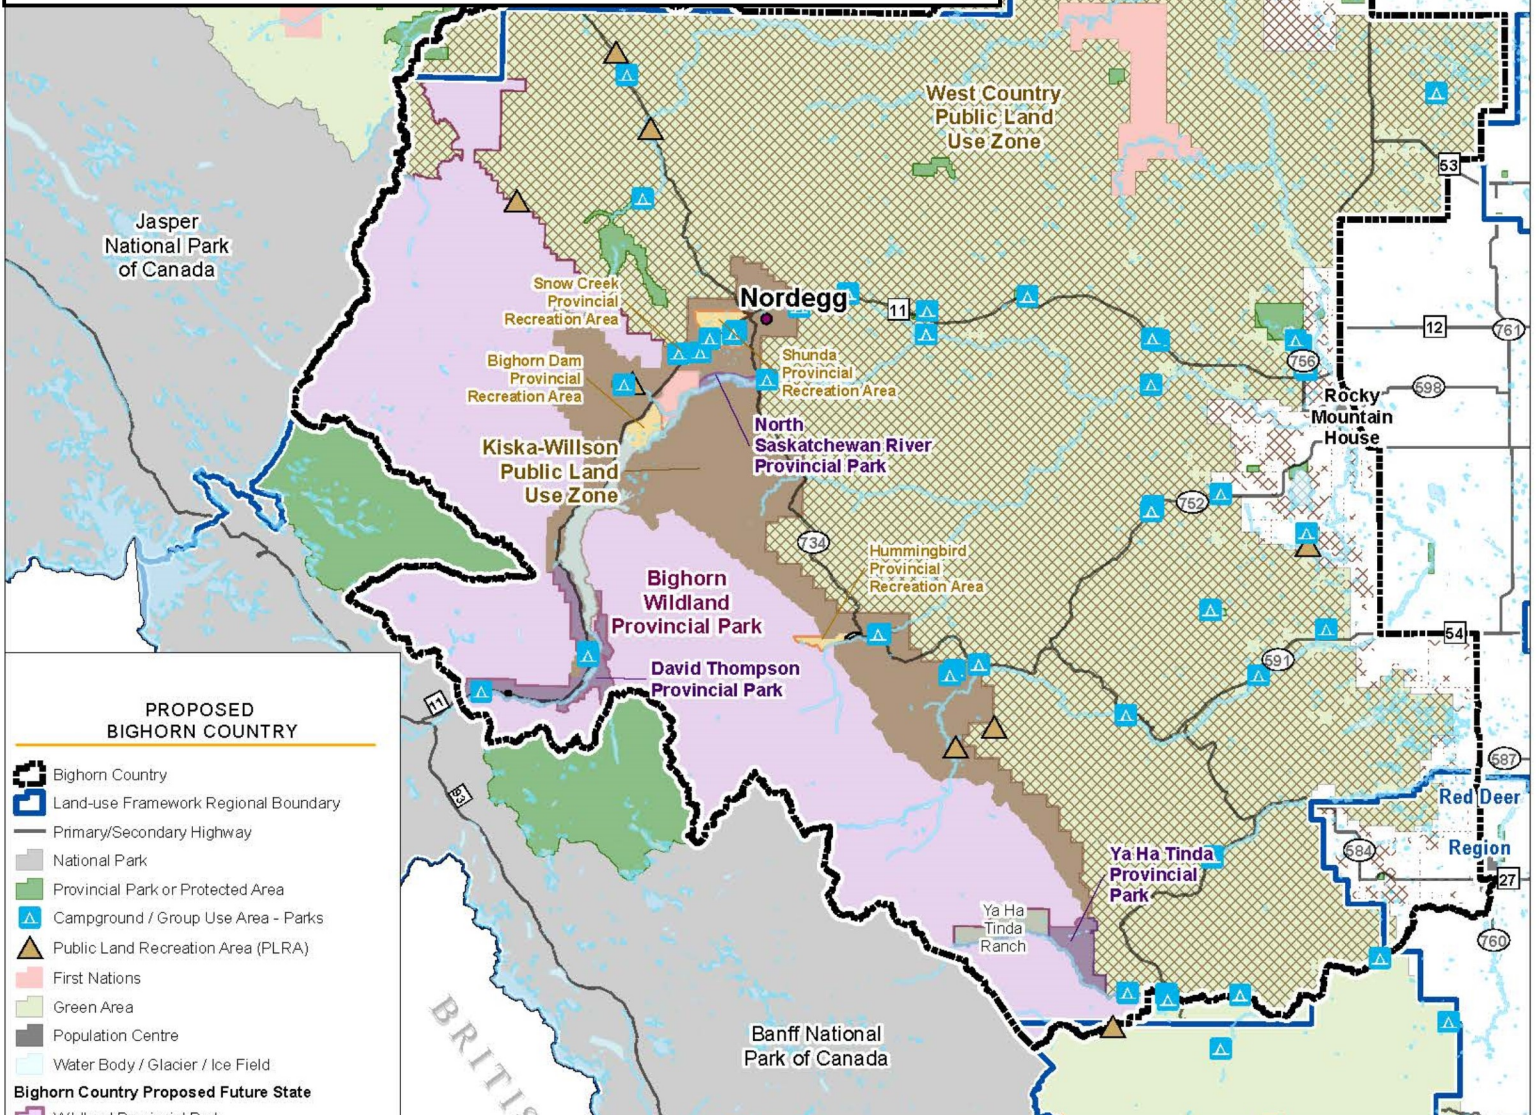 West Country
Public Land
Use Zone
53
Jasper
National Park
of Canada
Snow Creek
Provincial
Recreation Area
Nordegg
11
12
761
756
598
Bighorn Dam
Provincial
Recreation Area
Shunda
Provincial
Recreation Area
Rocky
Mountain
House
North
Saskatchewan River
Provincial Park
Kiska-Willson
Public Land
Use Zone
752
734
Hummingbird
Provincial
Recreation Area
Bighorn
Wildland
Provincial Park
54
591
David Thompson
Provincial Park
11
93
587
Red Deer
Region
584
27
Ya Ha Tinda
Provincial
Park
Ya Ha
Tinda
Ranch
760
Banff National
Park of Canada
BRITIS
PROPOSED
BIGHORN COUNTRY
Bighorn Country
Land-use Framework Regional Boundary
Primary/Secondary Highway
National Park
Provincial Park or Protected Area
Campground / Group Use Area - Parks
Public Land Recreation Area (PLRA)
First Nations
Green Area
Population Centre
Water Body / Glacier / Ice Field
Bighorn Country Proposed Future State